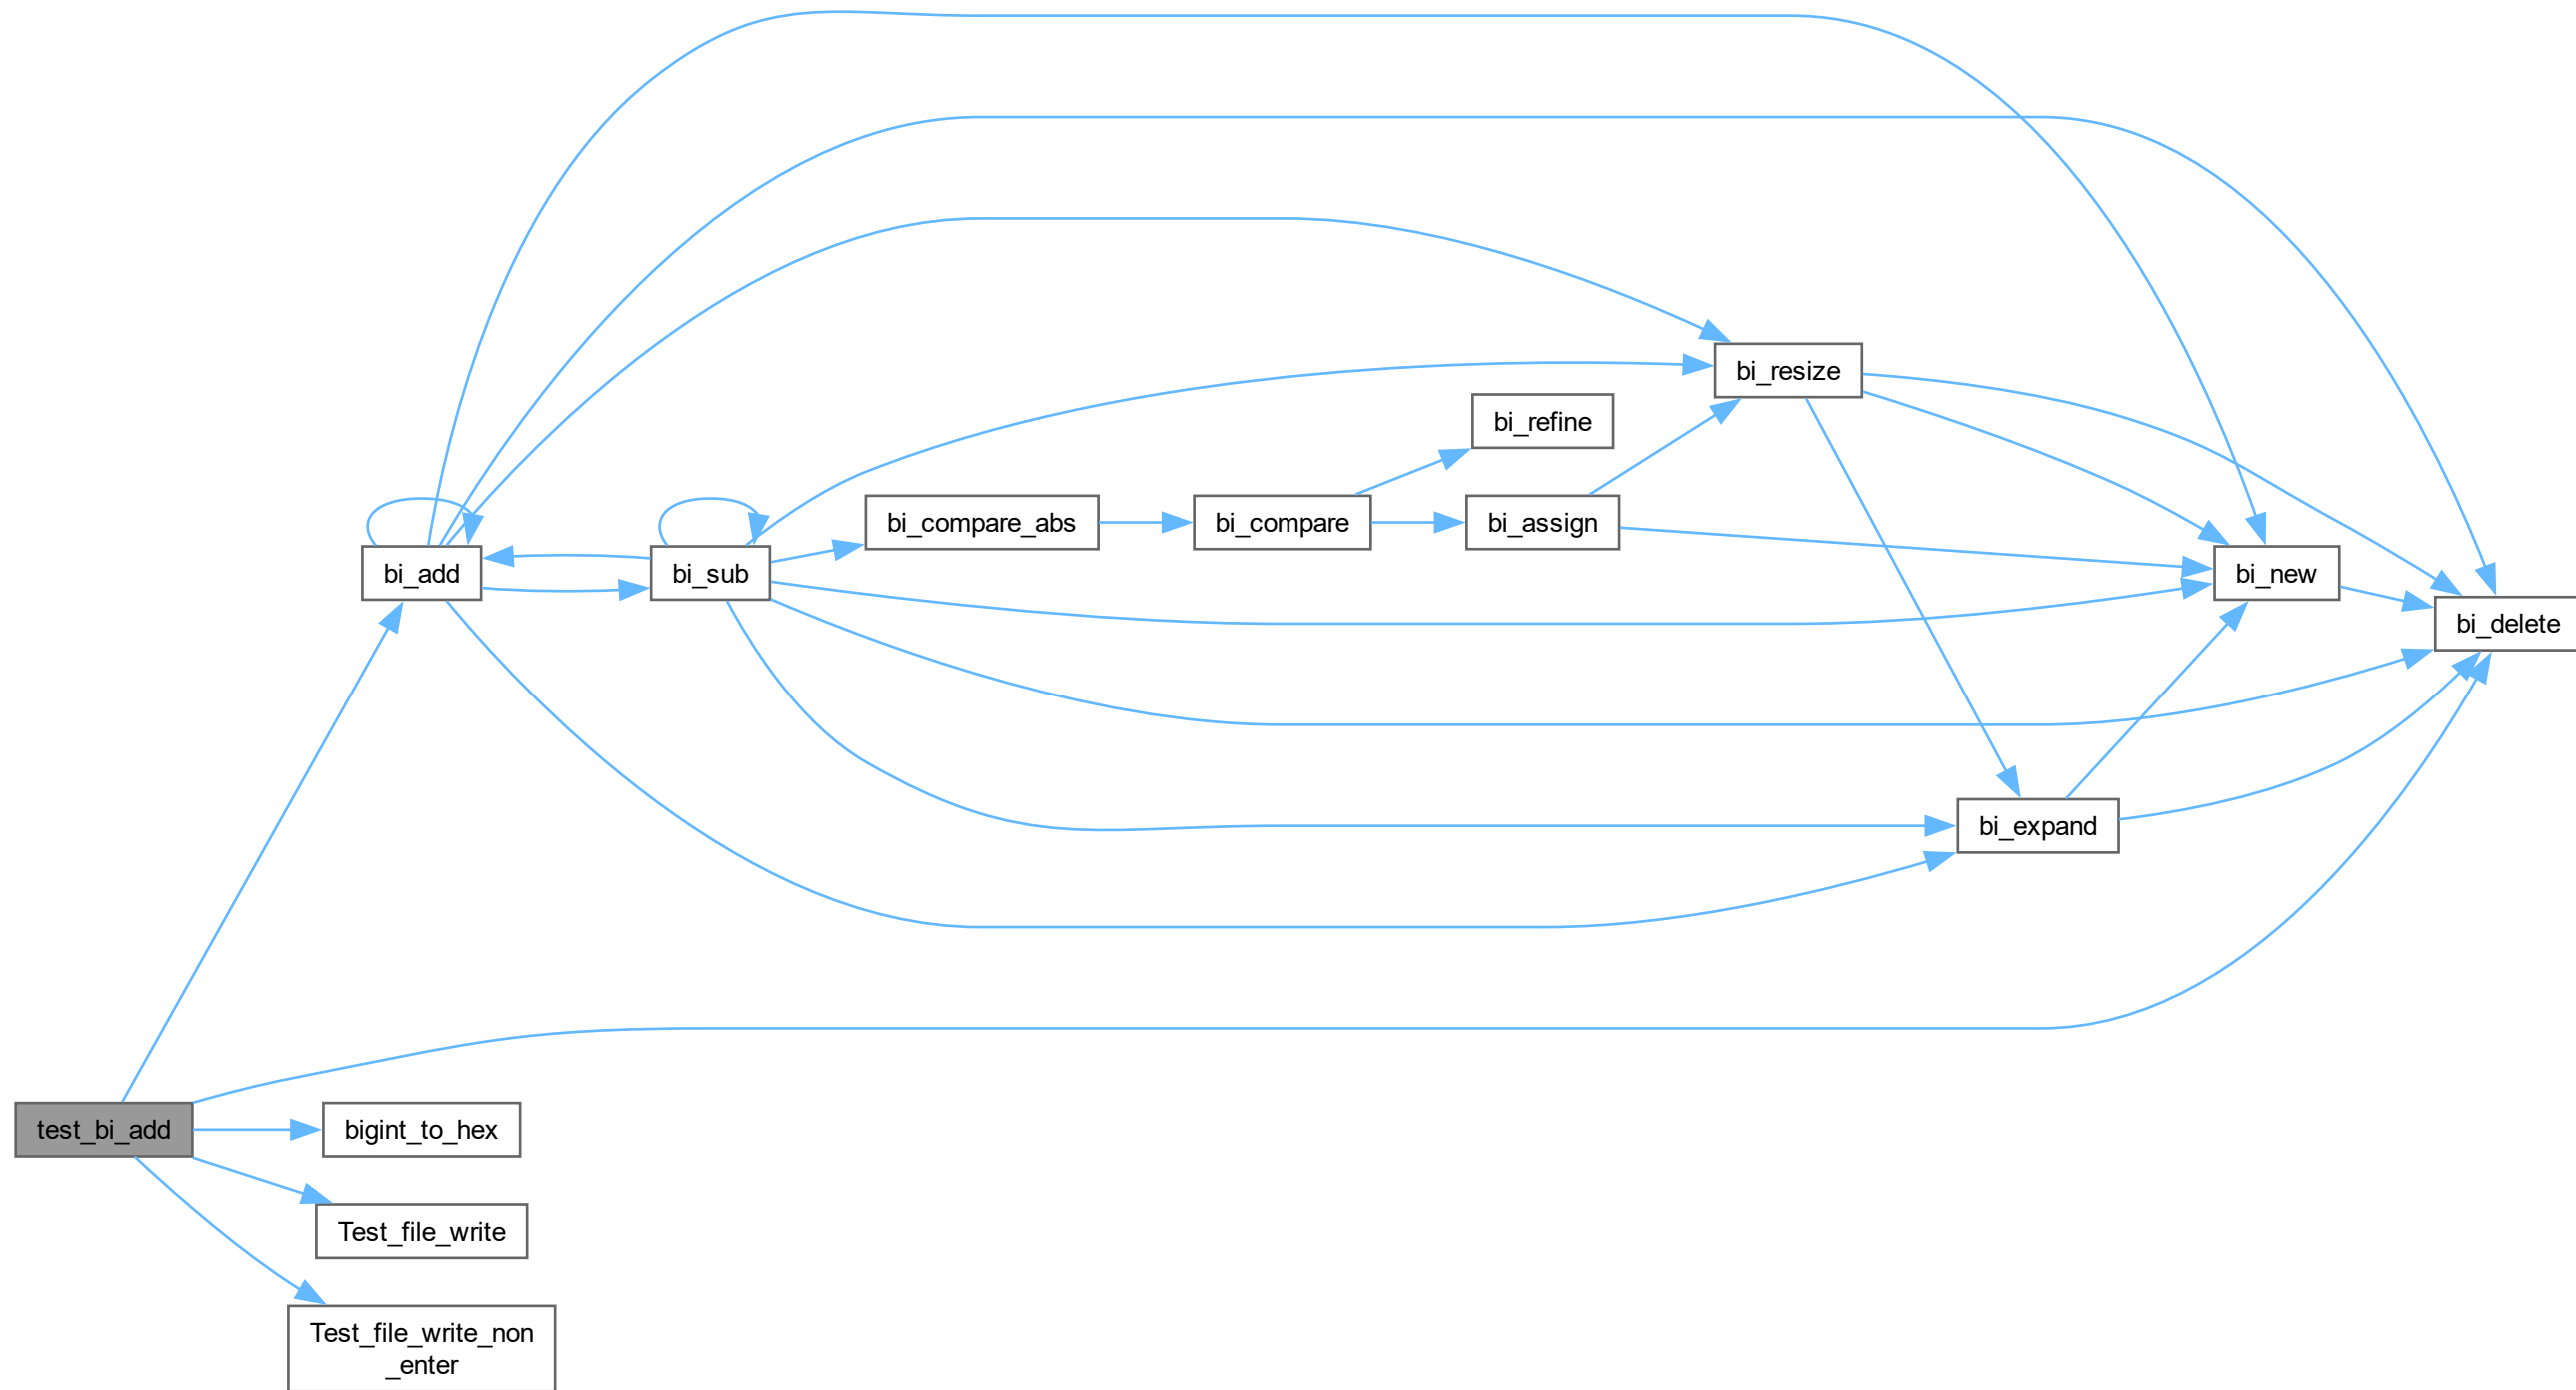 bi_resize
bi_refine
bi_compare_abs
bi_compare
bi_assign
bi_add
bi_sub
bi_new
bi_delete
bi_expand
test_bi_add
bigint_to_hex
Test_file_write
Test_file_write_non
_enter